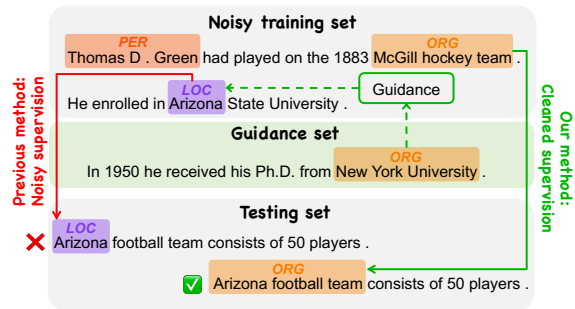 Noisy training set
PER ORG
Thomas D . Green had played on the 1883 McGill hockey team .
LOC
Guidance
He enrolled in Arizona State University .
Guidance set
ORG
In 1950 he received his Ph.D. from New York University .
Testing set
LOC
Arizona football team consists of 50 players .
ORG
Arizona football team consists of 50 players .
Previous method:
Noisy supervision
Our method:
Cleaned supervision